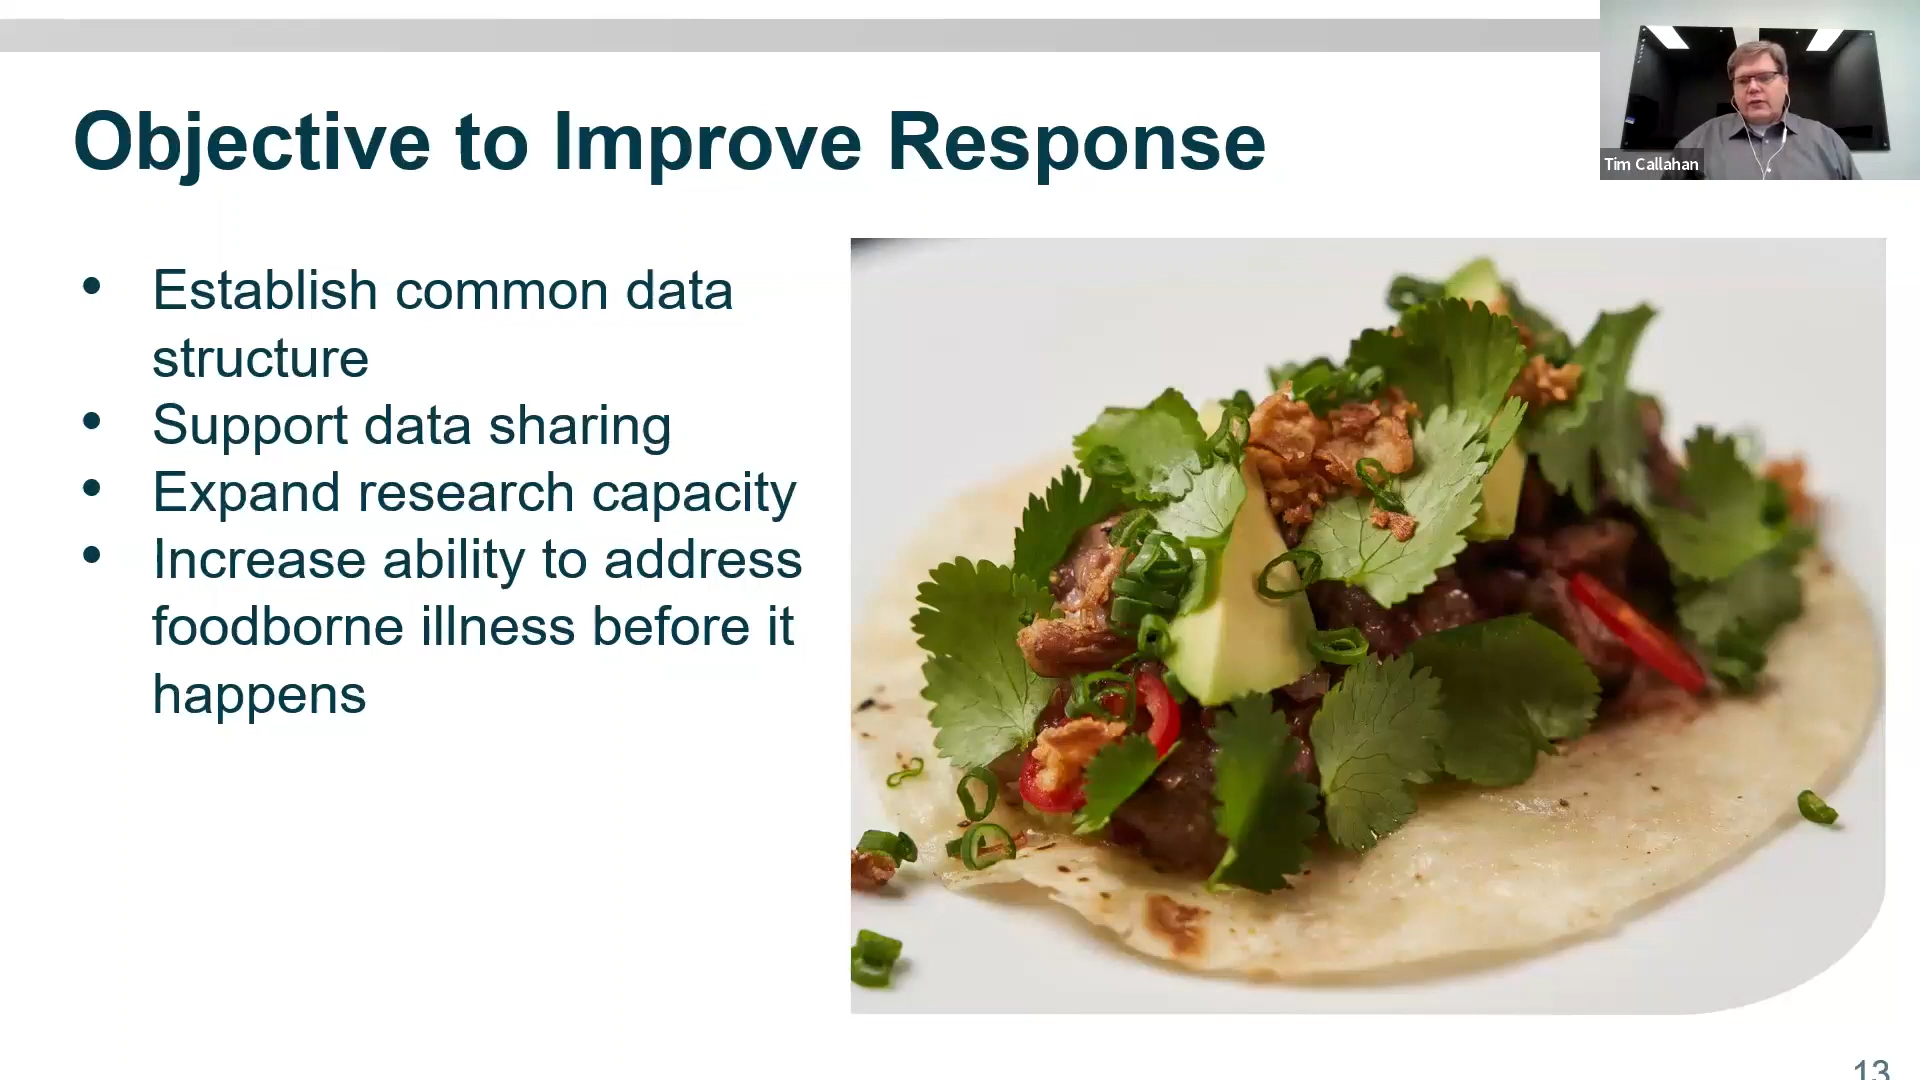 Objective to Improve Response
Tim Callahan
• Establish common data
structure
• Support data sharing
• Expand research capacity
• Increase ability to address
foodborne illness before it
happens
13